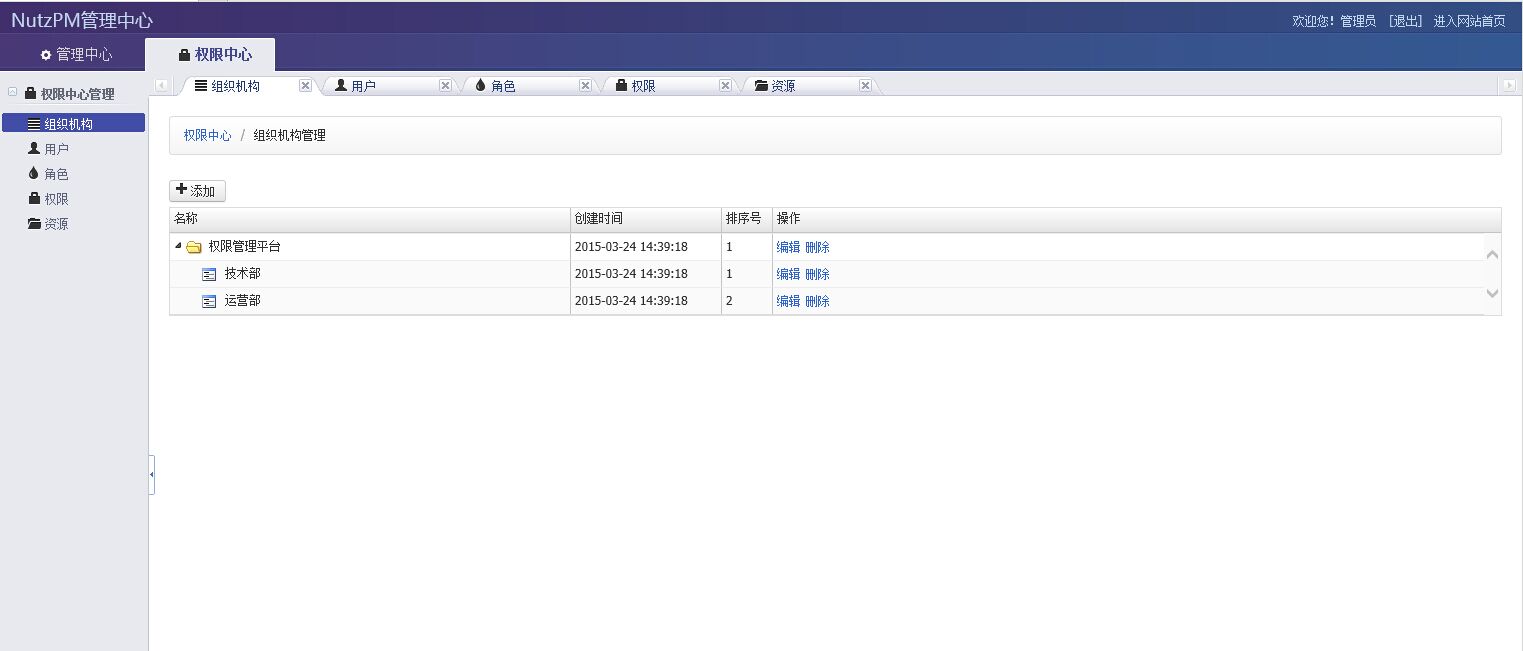 NutzPM管理中心
欢迎您！管理员 [退出] 进入网站首页
管理中心 权限中心
组织机构 用户 角色 权限 资源
权限中心管理
组织机构
用户
角色
权限
资源
权限中心 / 组织机构管理
添加
名称 创建时间 排序号 操作
权限管理平台 2015-03-24 14:39:18 1 编辑 删除
技术部 2015-03-24 14:39:18 1 编辑 删除
运营部 2015-03-24 14:39:18 2 编辑 删除